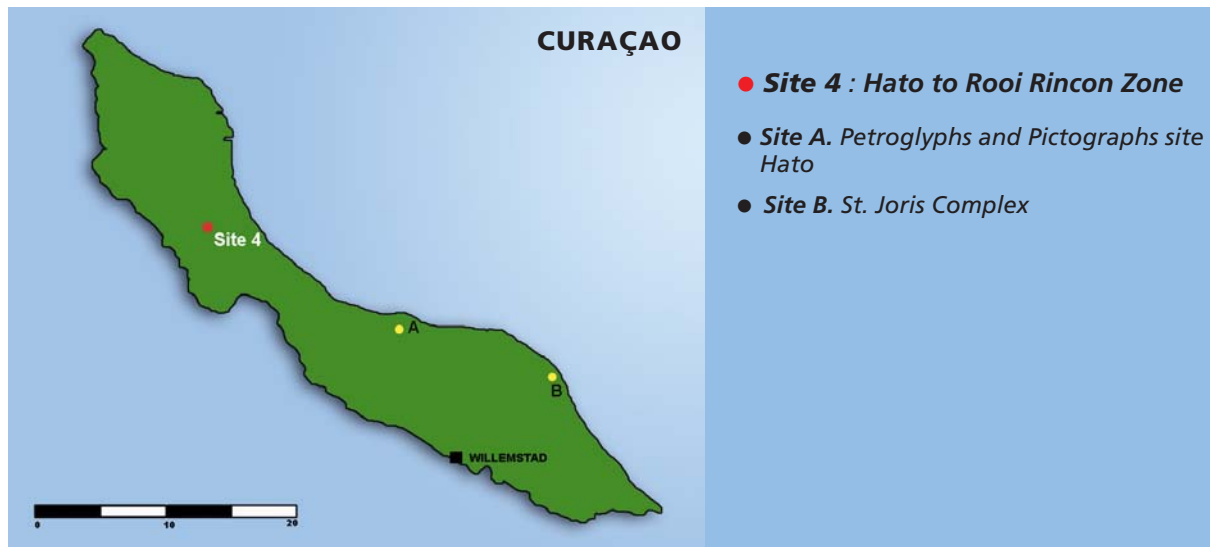 CURAÇAO
Site 4
A
B
WILLEMSTAD
0 10 20
● Site 4 : Hato to Rooi Rincon Zone
● Site A. Petroglyphs and Pictographs site
Hato
● Site B. St. Joris Complex